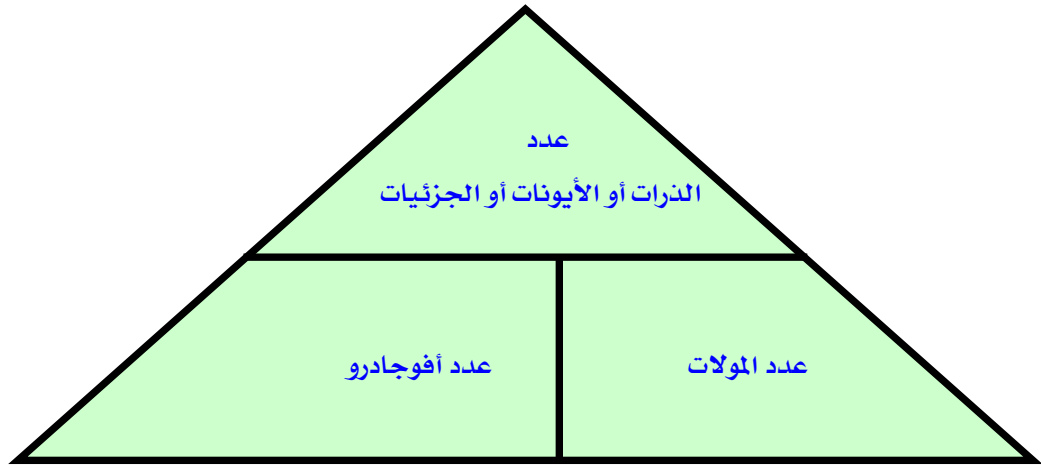 عدد
الذرات أو الأيونات أو الجزئيات
عدد المولات
عدد أفوجادرو